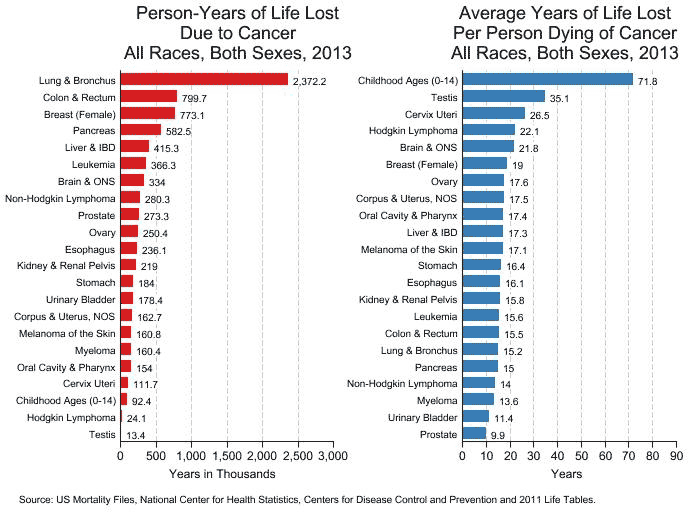 Person-Years of Life Lost
Due to Cancer
All Races, Both Sexes, 2013
Lung & Bronchus 2,372.2
Colon & Rectum 799.7
Breast (Female) 773.1
Pancreas 582.5
Liver & IBD 415.3
Leukemia 366.3
Brain & ONS 334
Non-Hodgkin Lymphoma 280.3
Prostate 273.3
Ovary 250.4
Esophagus 236.1
Kidney & Renal Pelvis 219
Stomach 184
Urinary Bladder 178.4
Corpus & Uterus, NOS 162.7
Melanoma of the Skin 160.8
Myeloma 160.4
Oral Cavity & Pharynx 154
Cervix Uteri 111.7
Childhood Ages (0-14) 92.4
Hodgkin Lymphoma 24.1
Testis 13.4
0 500 1,000 1,500 2,000 2,500 3,000
Years in Thousands
Average Years of Life Lost
Per Person Dying of Cancer
All Races, Both Sexes, 2013
Childhood Ages (0-14) 71.8
Testis 35.1
Cervix Uteri 26.5
Hodgkin Lymphoma 22.1
Brain & ONS 21.8
Breast (Female) 19
Ovary 17.6
Corpus & Uterus, NOS 17.5
Oral Cavity & Pharynx 17.4
Liver & IBD 17.3
Melanoma of the Skin 17.1
Stomach 16.4
Esophagus 16.1
Kidney & Renal Pelvis 15.8
Leukemia 15.6
Colon & Rectum 15.5
Lung & Bronchus 15.2
Pancreas 15
Non-Hodgkin Lymphoma 14
Myeloma 13.6
Urinary Bladder 11.4
Prostate 9.9
0 10 20 30 40 50 60 70 80 90
Years
Source: US Mortality Files, National Center for Health Statistics, Centers for Disease Control and Prevention and 2011 Life Tables.